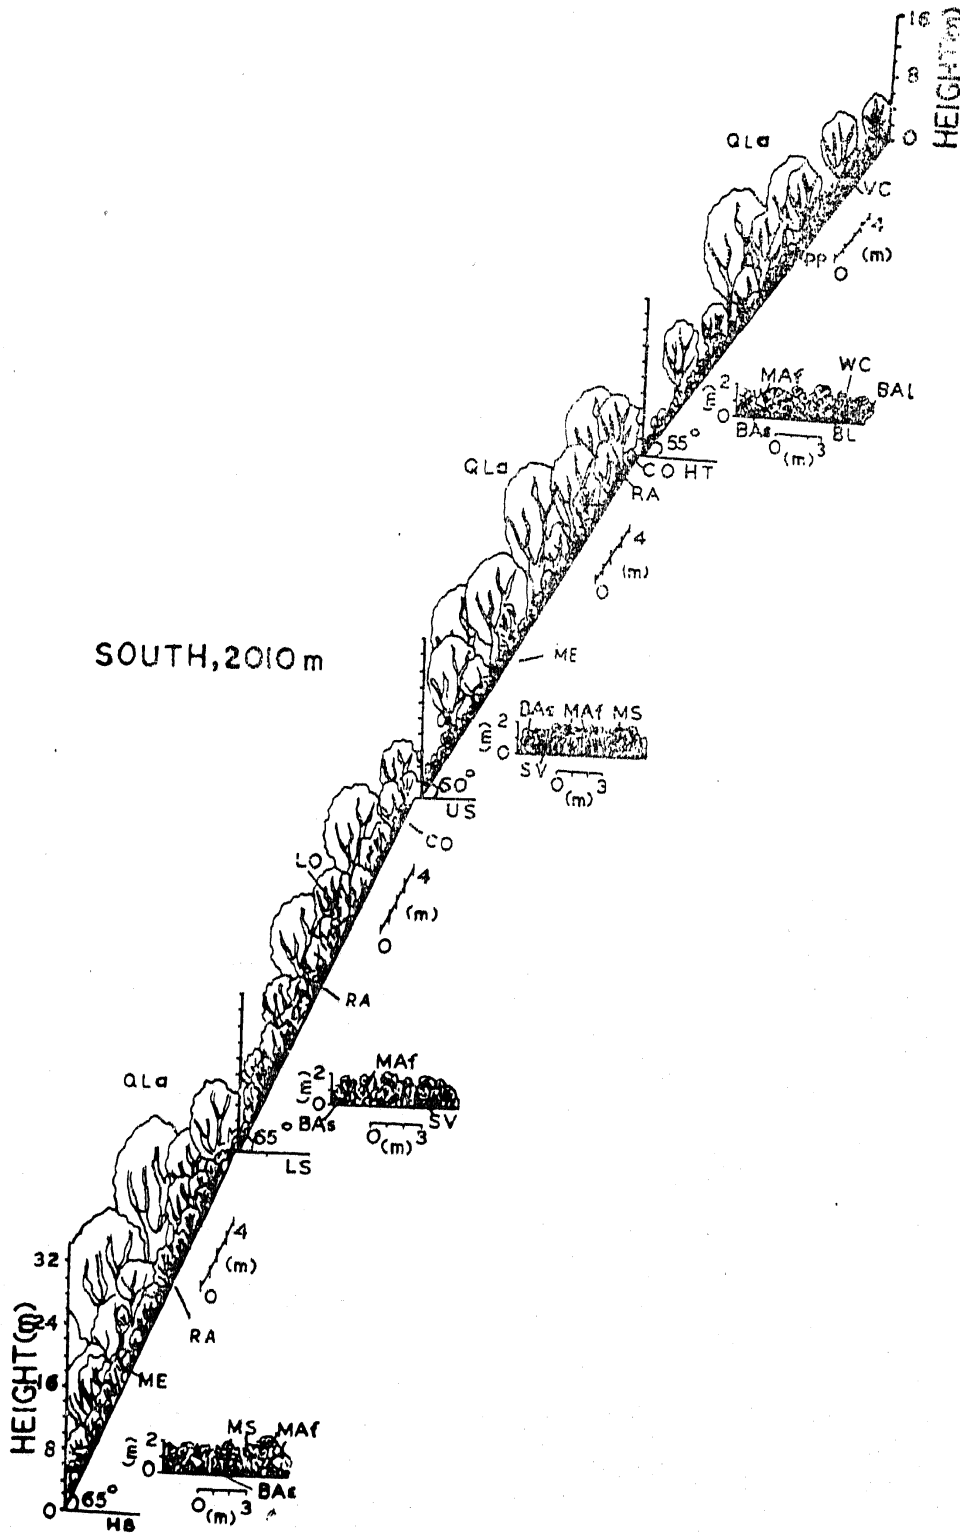 16
8
0
HEIGHT(m)
QLa
VC
4
(m)
0
PP
WC
MAf
BAl
(m) 2
0
BAs
BL
0 (m) 3
55°
CO HT
RA
QLa
4
(m)
0
SOUTH, 2010 m
ME
BAs MAf MS
(m) 2
0
SV
0 (m) 3
60°
US
CO
LO
4
(m)
0
RA
MAf
(m) 2
0
BAs
SV
0 (m) 3
QLa
65°
LS
4
(m)
0
RA
32
24
16
8
0
HEIGHT(m)
ME
MS MAf
(m) 2
0
BAs
0 (m) 3
65°
HB